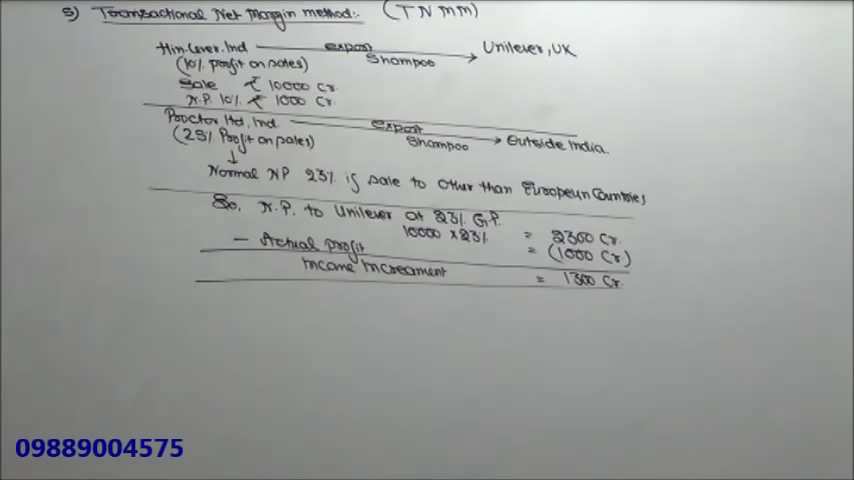 5) Transactional Net Margin method:- (TNMM)
Hin. Lever. Ind export Shampoo Unilever, UK
(10% profit on sales)
Sale ₹ 10000 Cr.
N.P. 10% ₹ 1000 Cr.
Procter Ltd. Ind export Shampoo Outside India.
(25% Profit on sales)
Normal NP 23% if sale to other than European Countries
So, N.P. to Unilever at 23% G.P.
10000 x 23% = 2300 Cr.
- Actual profit = (1000 Cr.)
Income Increament = 1300 Cr.
09889004575